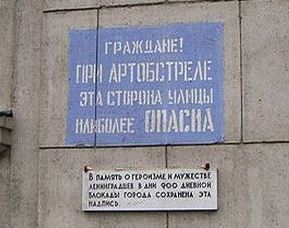 ГРАЖДАНЕ!
ПРИ АРТОБСТРЕЛЕ
ЭТА СТОРОНА УЛИЦЫ
НАИБОЛЕЕ ОПАСНА
В ПАМЯТЬ О ГЕРОИЗМЕ И МУЖЕСТВЕ
ЛЕНИНГРАДЦЕВ В ДНИ 900 ДНЕВНОЙ
БЛОКАДЫ ГОРОДА СОХРАНЕНА ЭТА
НАДПИСЬ.